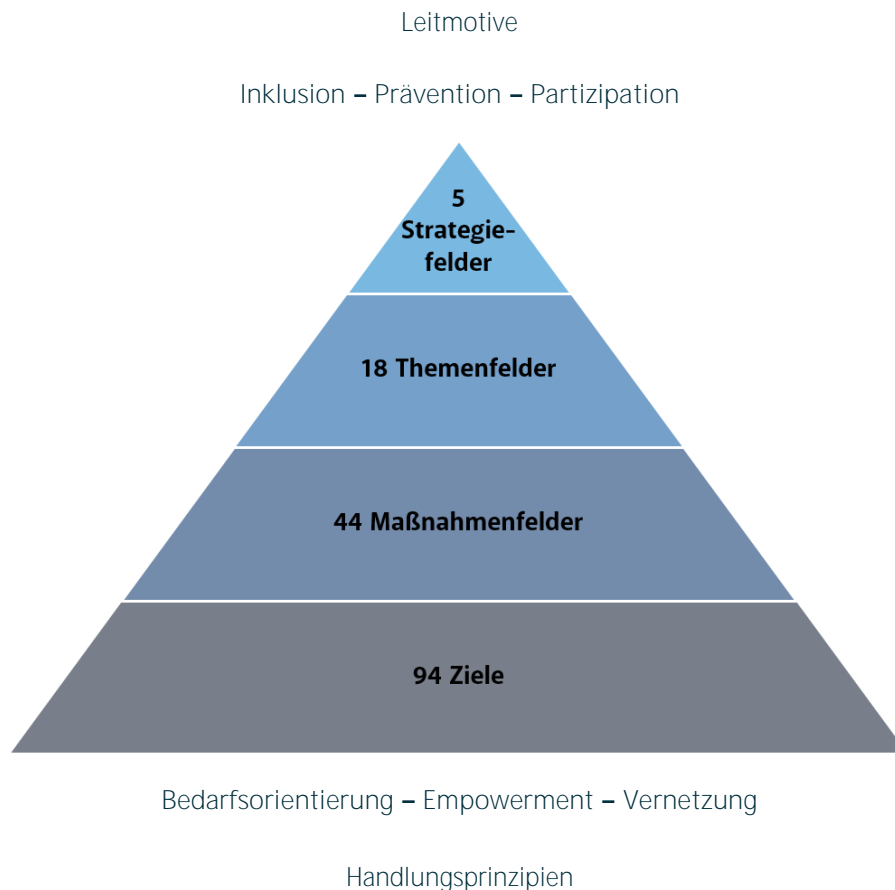 Leitmotive
Inklusion – Prävention – Partizipation
5
Strategie-
felder
18 Themenfelder
44 Maßnahmenfelder
94 Ziele
Bedarfsorientierung – Empowerment – Vernetzung
Handlungsprinzipien